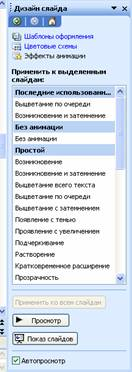 Дизайн слайда
Шаблоны оформления
Цветовые схемы
Эффекты анимации
Применить к выделенным слайдам:
Последние использованн...
Выцветание по очереди
Возникновение и затемнение
Без анимации
Без анимации
Простой
Возникновение
Возникновение и затемнение
Выцветание всего текста
Выцветание по очереди
Выцветание с затемнением
Появление с тенью
Проявление с увеличением
Подчеркивание
Растворение
Кратковременное расширение
Прозрачность
Применить ко всем слайдам
Просмотр
Показ слайдов
Автопросмотр